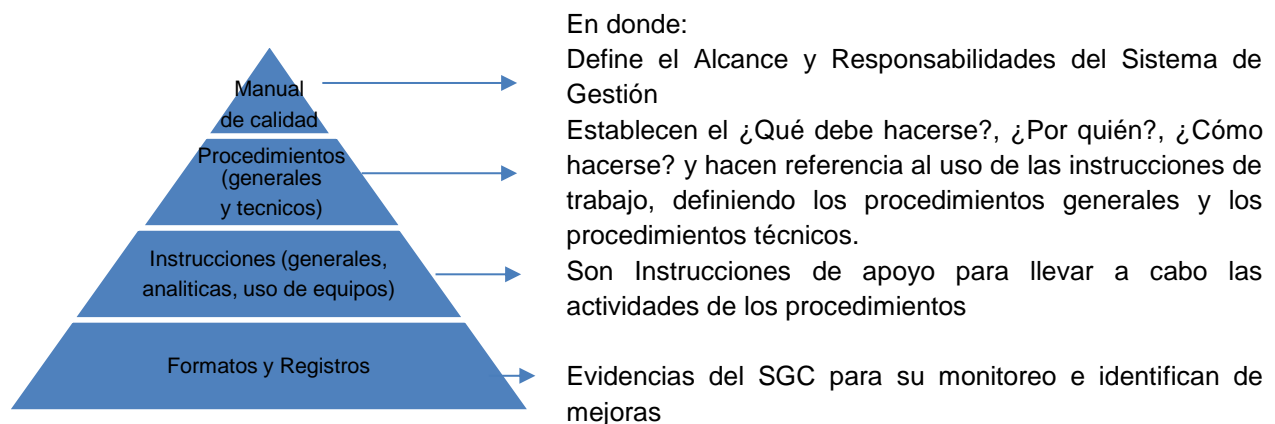 Manual
de calidad
Procedimientos
(generales
y tecnicos)
Instrucciones (generales,
analiticas, uso de equipos)
Formatos y Registros
En donde:
Define el Alcance y Responsabilidades del Sistema de
Gestión
Establecen el ¿Qué debe hacerse?, ¿Por quién?, ¿Cómo
hacerse? y hacen referencia al uso de las instrucciones de
trabajo, definiendo los procedimientos generales y los
procedimientos técnicos.
Son Instrucciones de apoyo para llevar a cabo las
actividades de los procedimientos
Evidencias del SGC para su monitoreo e identifican de
mejoras